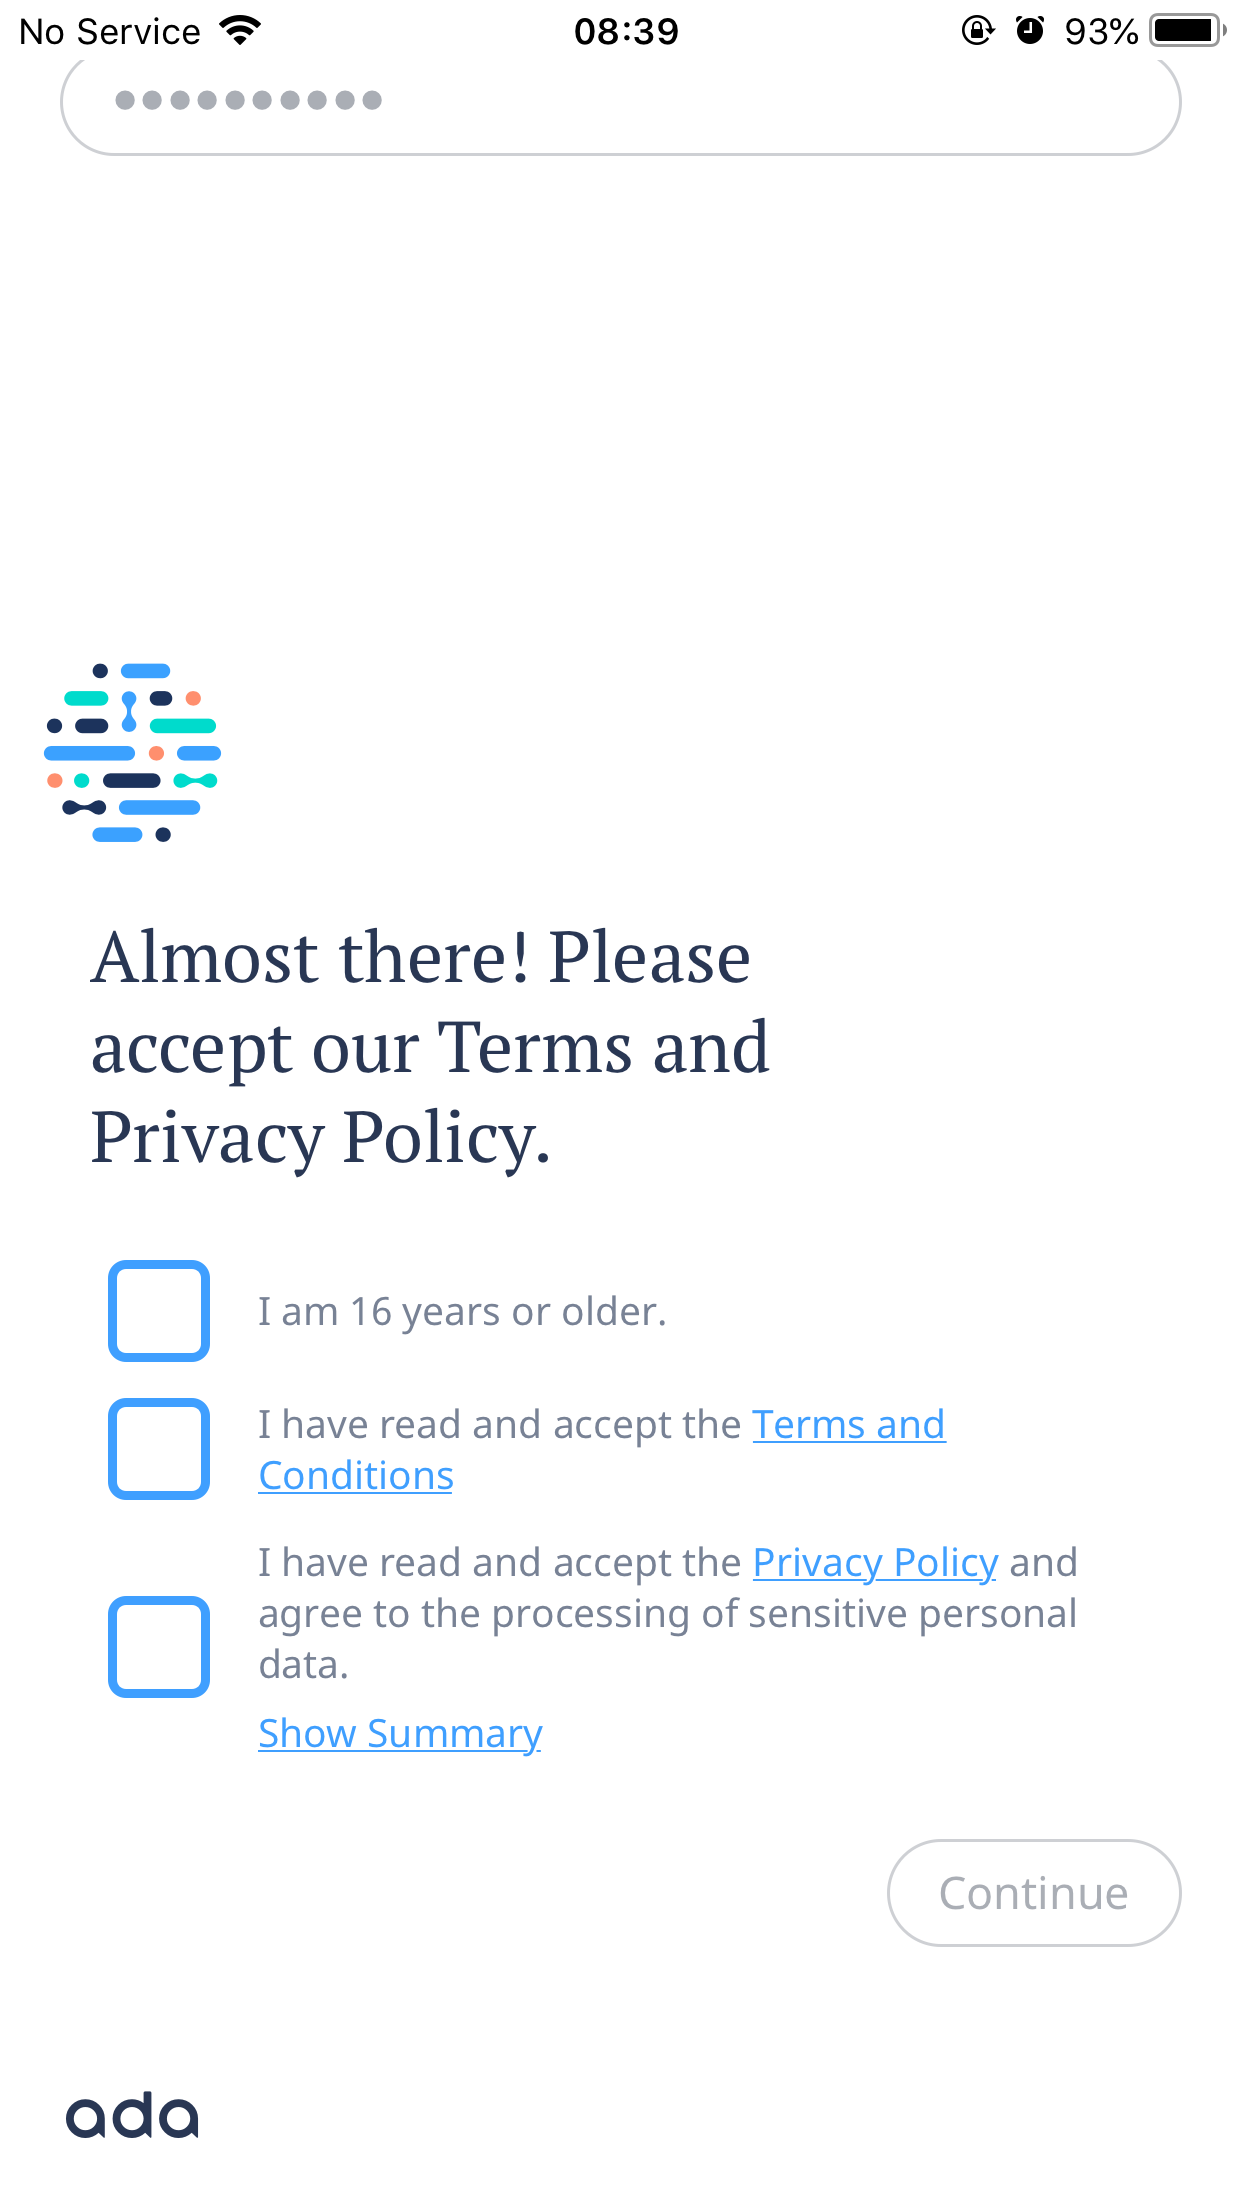 No Service 08:39 93%
Almost there! Please
accept our Terms and
Privacy Policy.
I am 16 years or older.
I have read and accept the Terms and
Conditions
I have read and accept the Privacy Policy and
agree to the processing of sensitive personal
data.
Show Summary
Continue
ada